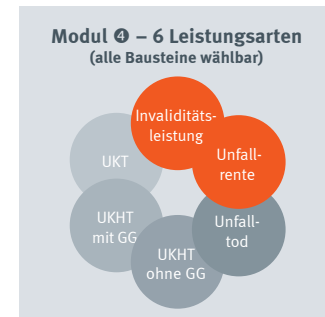 Modul ❹ – 6 Leistungsarten
(alle Bausteine wählbar)
Invaliditäts-
leistung
Unfall-
rente
Unfall-
tod
UKHT
ohne GG
UKHT
mit GG
UKT